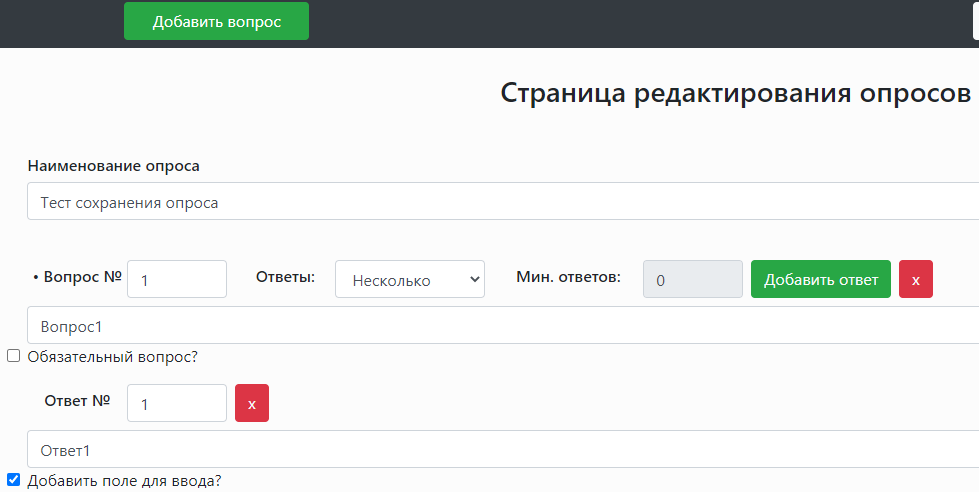 Добавить вопрос
Страница редактирования опросов
Наименование опроса
Тест сохранения опроса
• Вопрос № 1 Ответы: Несколько Мин. ответов: 0 Добавить ответ x
Вопрос1
Обязательный вопрос?
Ответ № 1 x
Ответ1
Добавить поле для ввода?